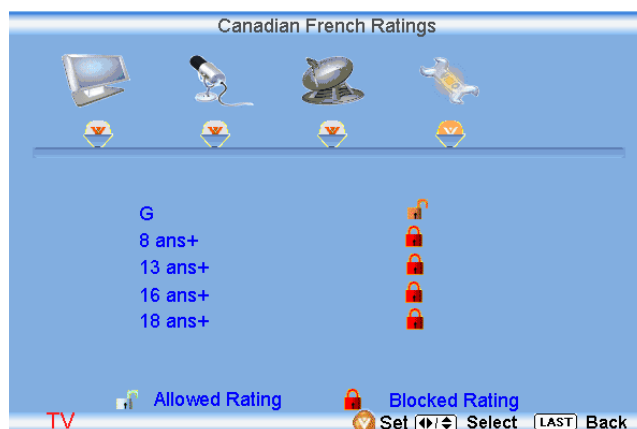 Canadian French Ratings
G
8 ans+
13 ans+
16 ans+
18 ans+
Allowed Rating Blocked Rating
TV Set Select LAST Back